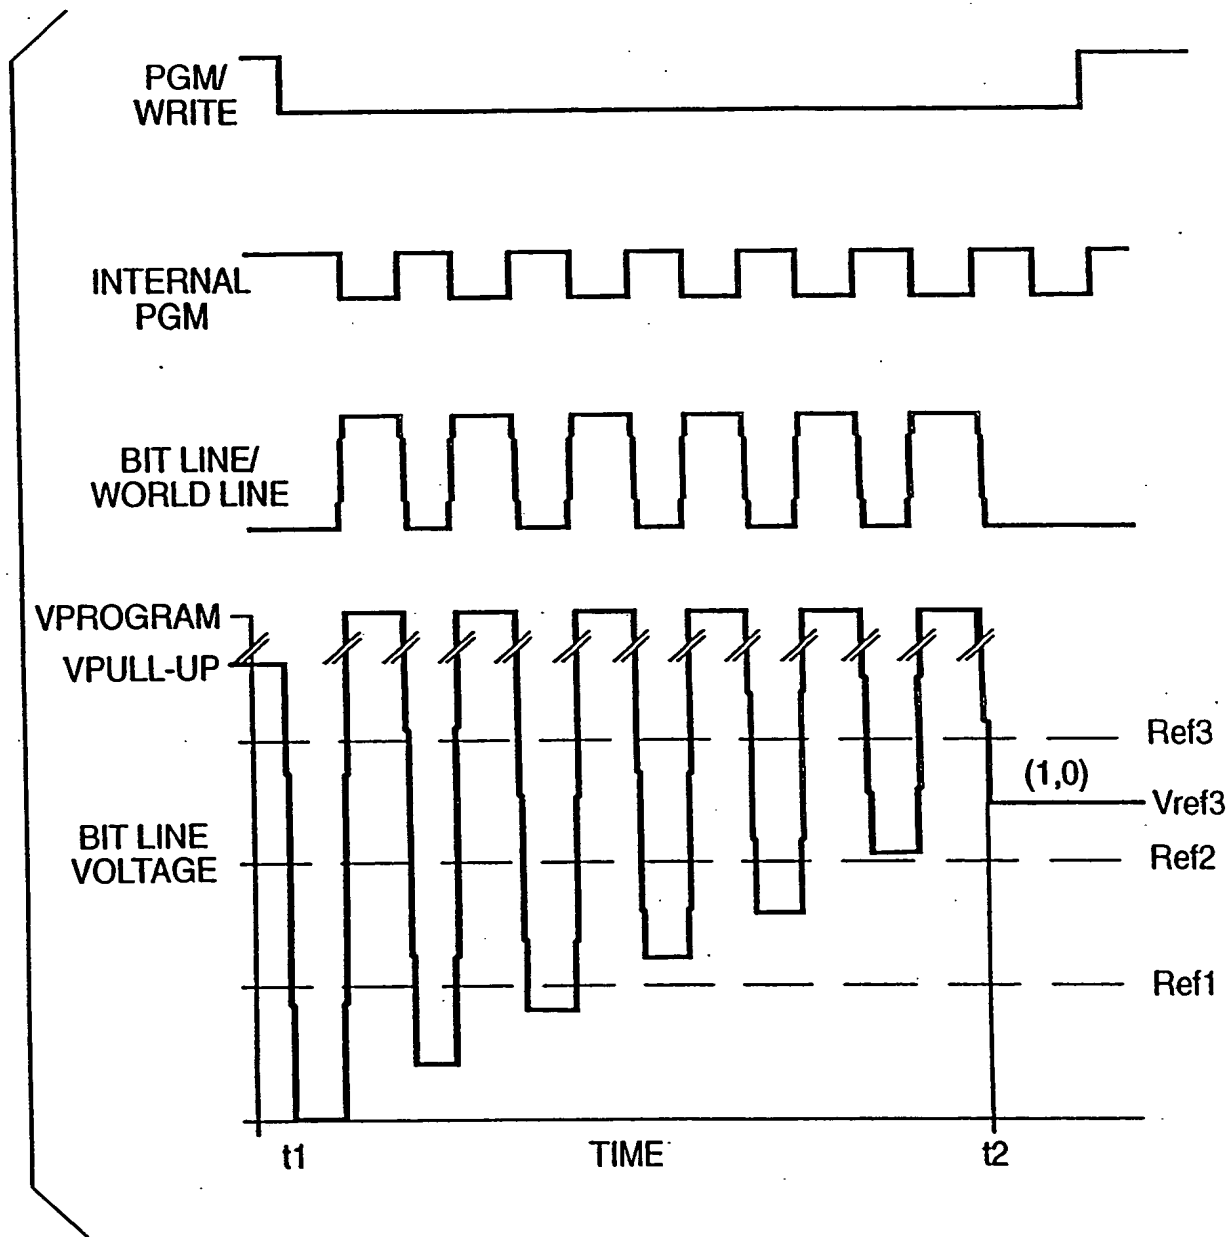 PGM/
WRITE
INTERNAL
PGM
BIT LINE/
WORLD LINE
VPROGRAM
VPULL-UP
Ref3
(1,0)
Vref3
BIT LINE
VOLTAGE
Ref2
Ref1
t1
TIME
t2